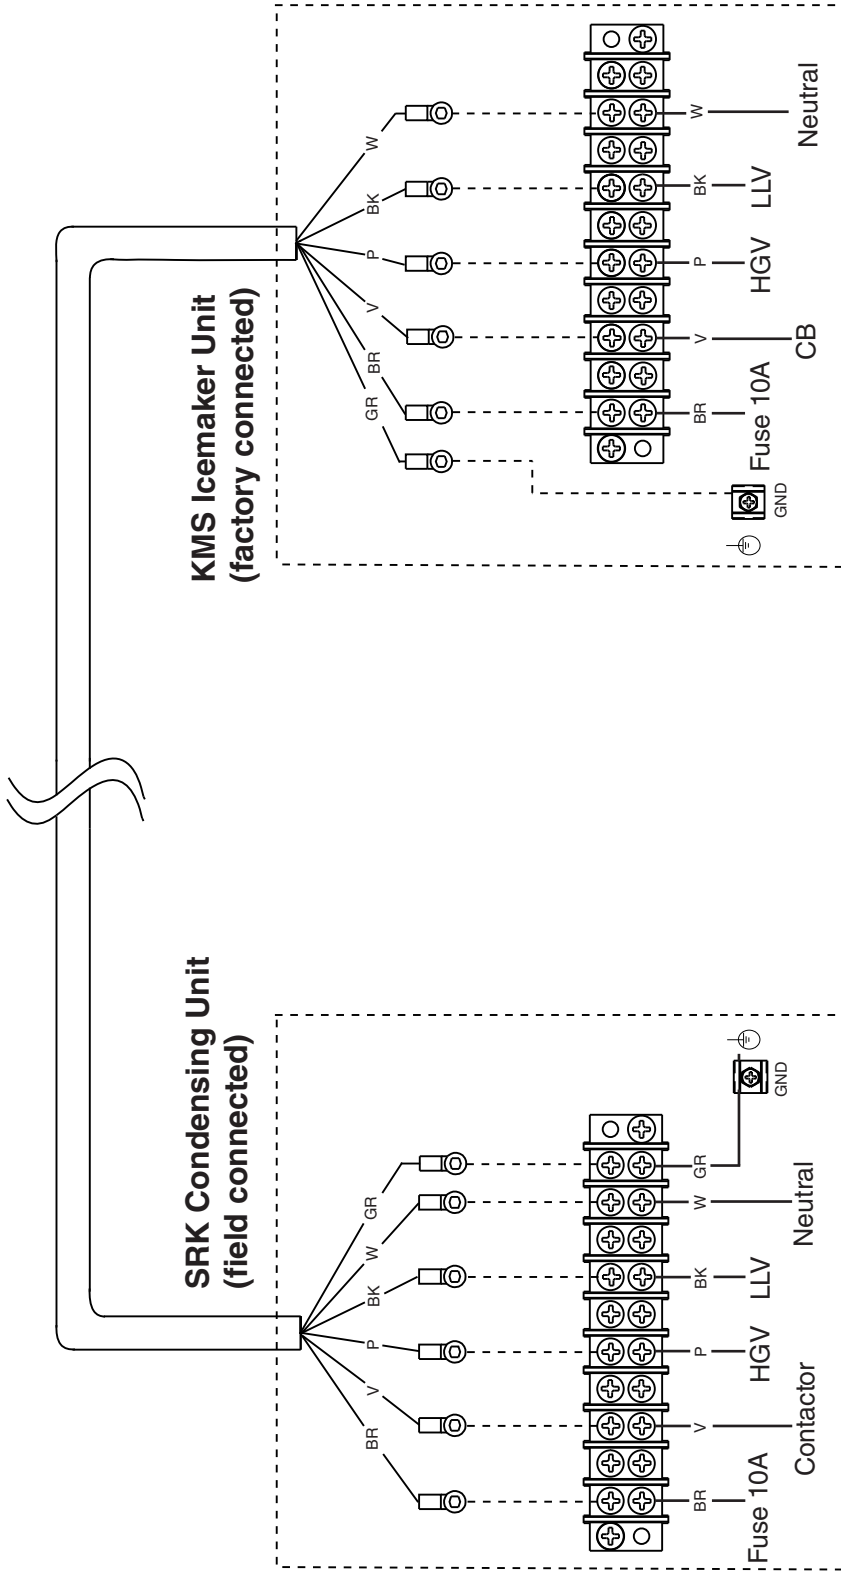 SRK Condensing Unit
(field connected)
BR
V
P
BK
W
GR
BR
V
P
BK
W
GR
Fuse 10A
Contactor
HGV
LLV
Neutral
GND
KMS Icemaker Unit
(factory connected)
GR
BR
V
P
BK
W
BR
V
P
BK
W
GND
Fuse 10A
CB
HGV
LLV
Neutral